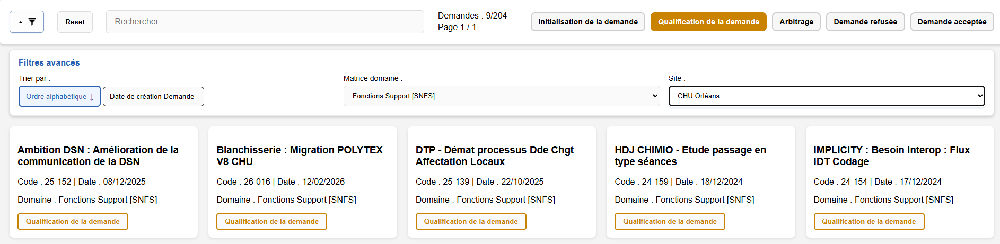 Reset
Rechercher...
Demandes : 9/204
Page 1 / 1
Initialisation de la demande
Qualification de la demande
Arbitrage
Demande refusée
Demande acceptée
Filtres avancés
Trier par :
Ordre alphabétique ↓
Date de création Demande
Matrice domaine :
Fonctions Support [SNFS]
Site :
CHU Orléans
Ambition DSN : Amélioration de la
communication de la DSN
Code : 25-152 | Date : 08/12/2025
Domaine : Fonctions Support [SNFS]
Qualification de la demande
Blanchisserie : Migration POLYTEX
V8 CHU
Code : 26-016 | Date : 12/02/2026
Domaine : Fonctions Support [SNFS]
Qualification de la demande
DTP - Démat processus Dde Chgt
Affectation Locaux
Code : 25-139 | Date : 22/10/2025
Domaine : Fonctions Support [SNFS]
Qualification de la demande
HDJ CHIMIO - Etude passage en
type séances
Code : 24-159 | Date : 18/12/2024
Domaine : Fonctions Support [SNFS]
Qualification de la demande
IMPLICITY : Besoin Interop : Flux
IDT Codage
Code : 24-154 | Date : 17/12/2024
Domaine : Fonctions Support [SNFS]
Qualification de la demande